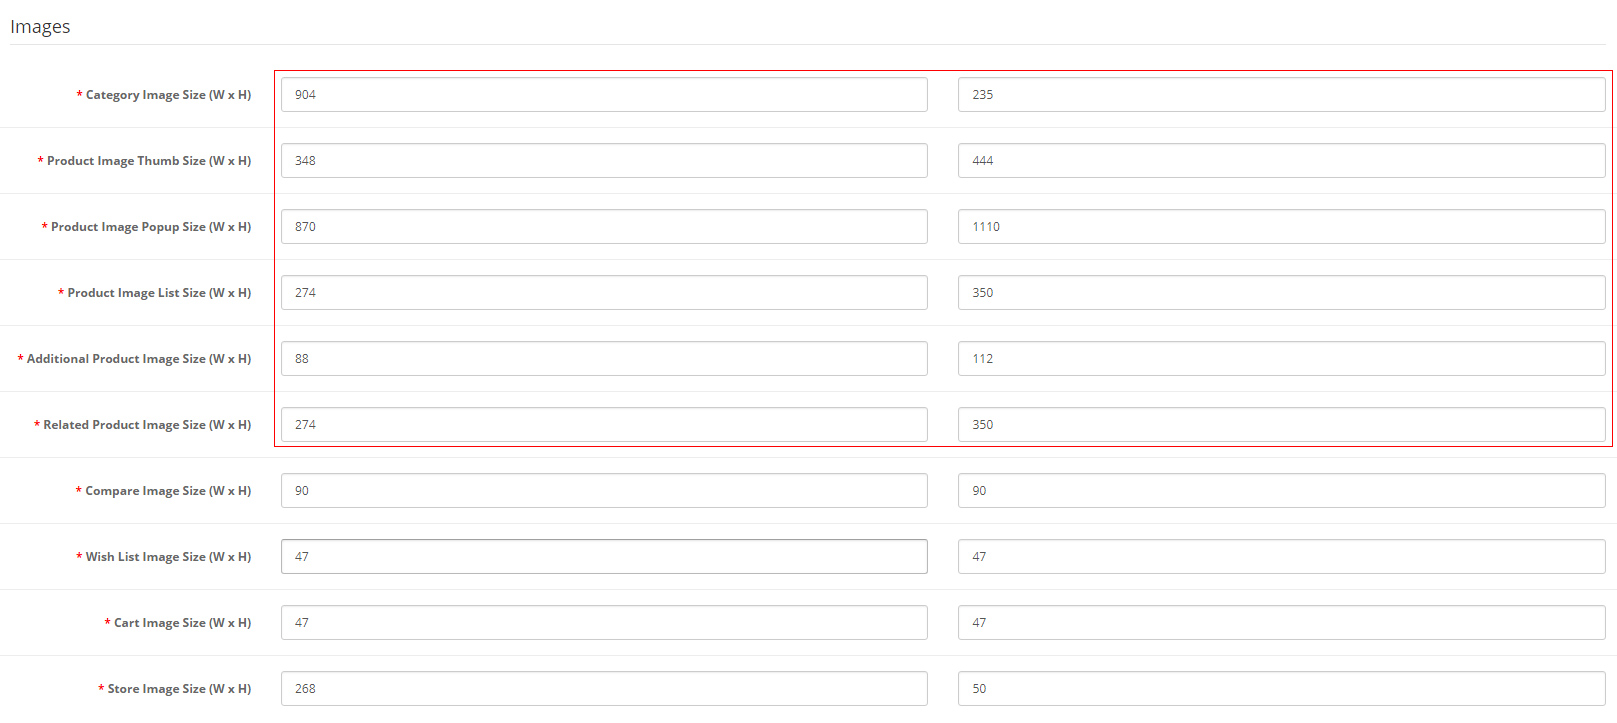 Images
* Category Image Size (W x H) 904 235
* Product Image Thumb Size (W x H) 348 444
* Product Image Popup Size (W x H) 870 1110
* Product Image List Size (W x H) 274 350
* Additional Product Image Size (W x H) 88 112
* Related Product Image Size (W x H) 274 350
* Compare Image Size (W x H) 90 90
* Wish List Image Size (W x H) 47 47
* Cart Image Size (W x H) 47 47
* Store Image Size (W x H) 268 50